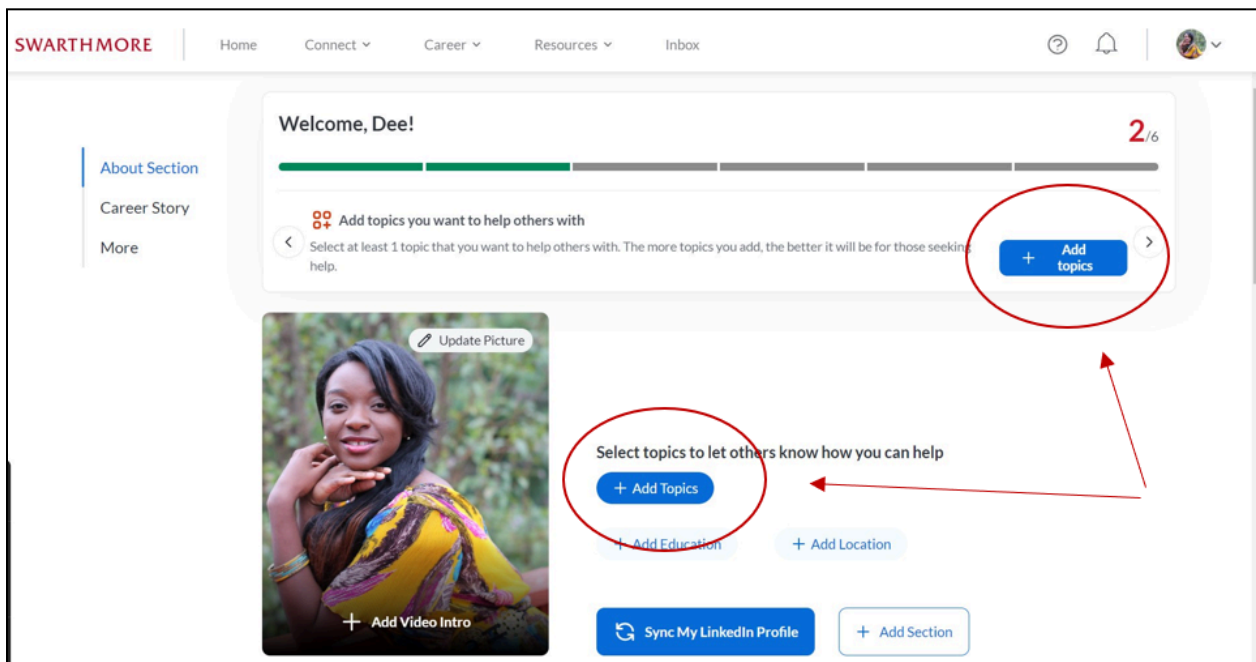 SWARTHMORE
Home
Connect
Career
Resources
Inbox
About Section
Career Story
More
Welcome, Dee!
2/6
Add topics you want to help others with
Select at least 1 topic that you want to help others with. The more topics you add, the better it will be for those seeking
help.
+ Add
topics
Update Picture
+ Add Video Intro
Select topics to let others know how you can help
+ Add Topics
+ Add Education
+ Add Location
Sync My LinkedIn Profile
+ Add Section